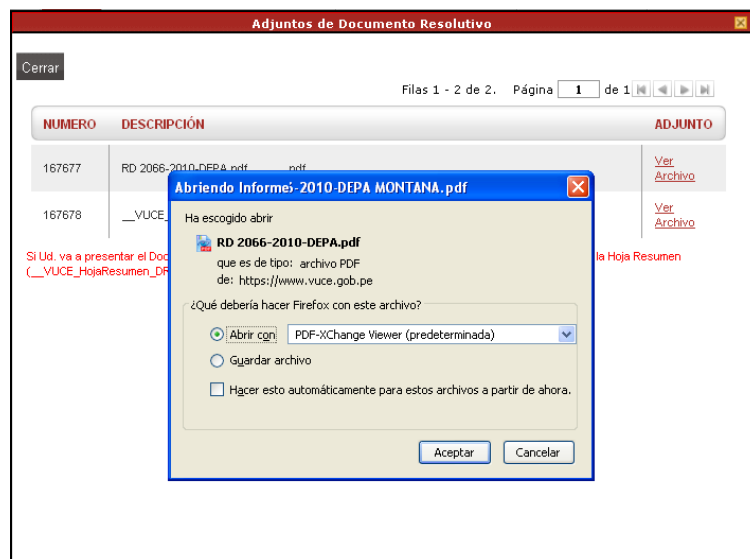 Adjuntos de Documento Resolutivo
Cerrar
Filas 1 - 2 de 2. Página 1 de 1
NUMERO DESCRIPCIÓN ADJUNTO
167677 RD 2066-2010-DEPA.pdf .pdf Ver Archivo
167678 __VUCE_ Ver Archivo
Si Ud. va a presentar el Doc la Hoja Resumen
(__VUCE_HojaResumen_DR
Abriendo Informe5-2010-DEPA MONTANA.pdf
Ha escogido abrir
RD 2066-2010-DEPA.pdf
que es de tipo: archivo PDF
de: https://www.vuce.gob.pe
¿Qué debería hacer Firefox con este archivo?
Abrir con PDF-XChange Viewer (predeterminada)
Guardar archivo
Hacer esto automáticamente para estos archivos a partir de ahora.
Aceptar Cancelar